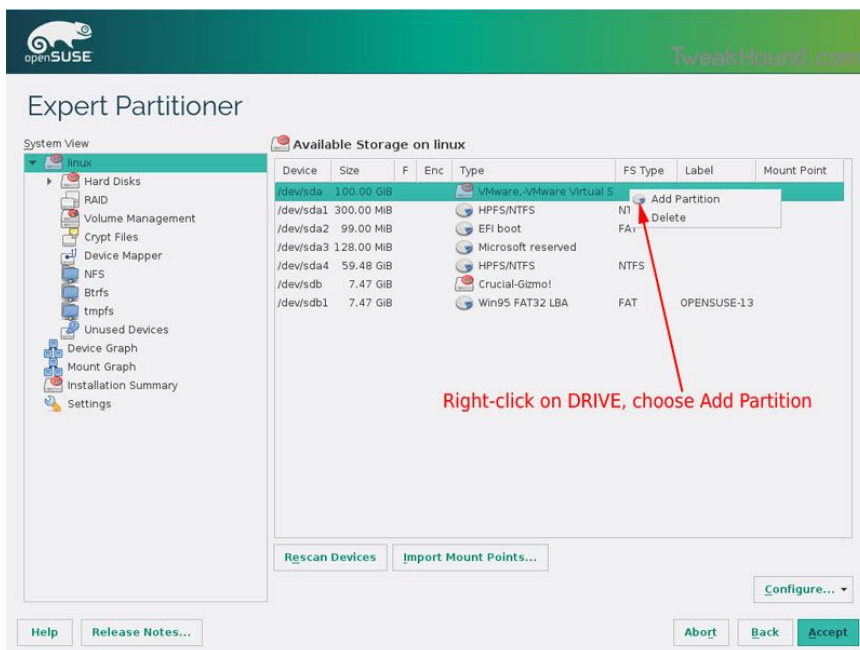 openSUSE
TweakHound.com
Expert Partitioner
System View
linux
Hard Disks
RAID
Volume Management
Crypt Files
Device Mapper
NFS
Btrfs
tmpfs
Unused Devices
Device Graph
Mount Graph
Installation Summary
Settings
Available Storage on linux
Device Size F Enc Type FS Type Label Mount Point
/dev/sda 100.00 GiB VMware,-VMware Virtual S
/dev/sda1 300.00 MiB HPFS/NTFS NT
/dev/sda2 99.00 MiB EFI boot FAT
/dev/sda3 128.00 MiB Microsoft reserved
/dev/sda4 59.48 GiB HPFS/NTFS NTFS
/dev/sdb 7.47 GiB Crucial-Gizmo!
/dev/sdb1 7.47 GiB Win95 FAT32 LBA FAT OPENSUSE-13
Add Partition
Delete
Right-click on DRIVE, choose Add Partition
Rescan Devices Import Mount Points...
Configure...
Help Release Notes... Abort Back Accept